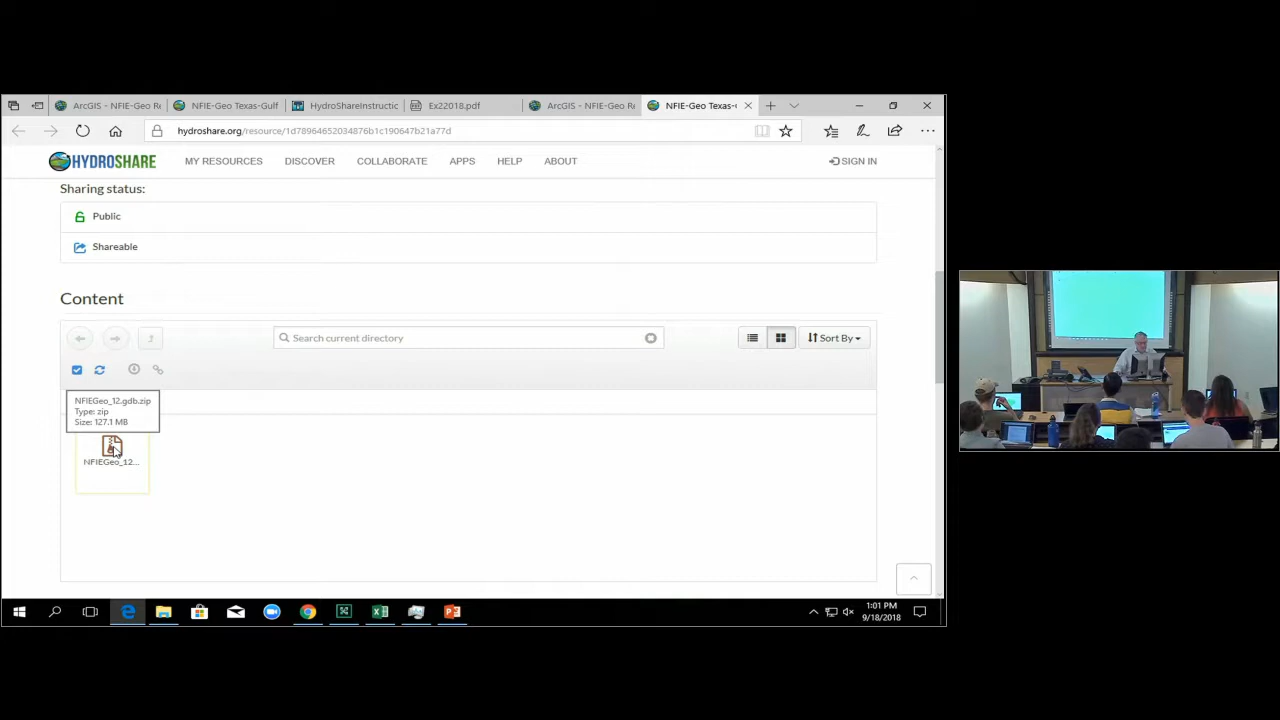 ArcGIS - NFIE-Geo Re
NFIE-Geo Texas-Gulf
HydroShareInstructic
Ex22018.pdf
ArcGIS - NFIE-Geo Re
NFIE-Geo Texas-(
hydroshare.org/resource/1d78964652034876b1c190647b21a77d
HYDROSHARE
MY RESOURCES
DISCOVER
COLLABORATE
APPS
HELP
ABOUT
SIGN IN
Sharing status:
Public
Shareable
Content
Search current directory
Sort By
NFIEGeo_12.gdb.zip
Type: zip
Size: 127.1 MB
NFIEGeo_12...
1:01 PM
9/18/2018